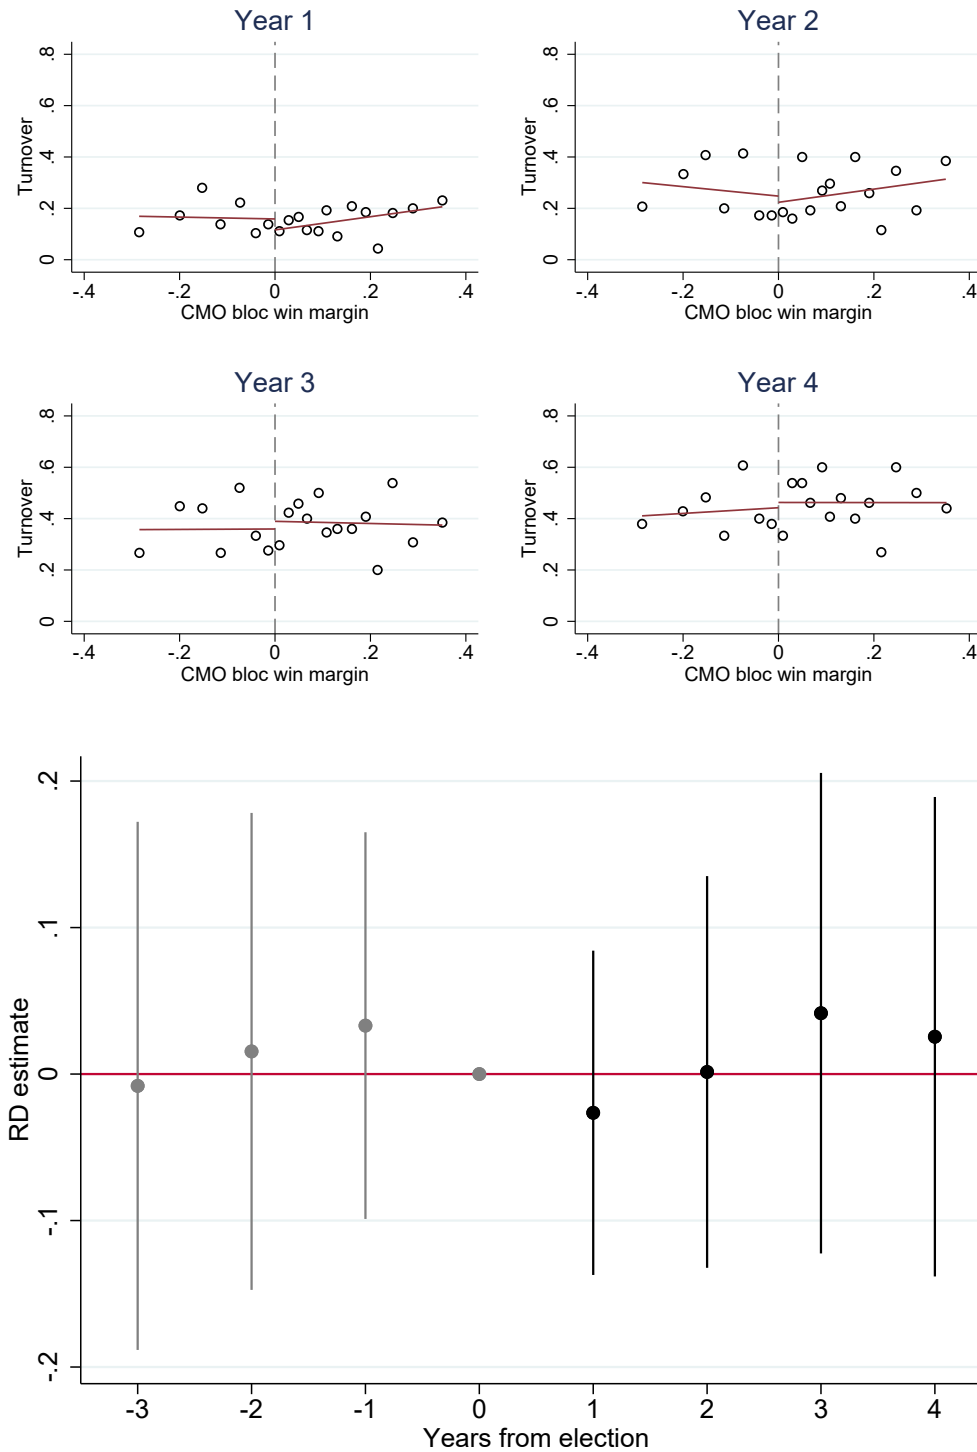 Year 1
Turnover
.8
.6
.4
.2
0
-.4 -.2 0 .2 .4
CMO bloc win margin
Year 2
Turnover
.8
.6
.4
.2
0
-.4 -.2 0 .2 .4
CMO bloc win margin
Year 3
Turnover
.8
.6
.4
.2
0
-.4 -.2 0 .2 .4
CMO bloc win margin
Year 4
Turnover
.8
.6
.4
.2
0
-.4 -.2 0 .2 .4
CMO bloc win margin
RD estimate
.2
.1
0
-.1
-.2
-3 -2 -1 0 1 2 3 4
Years from election